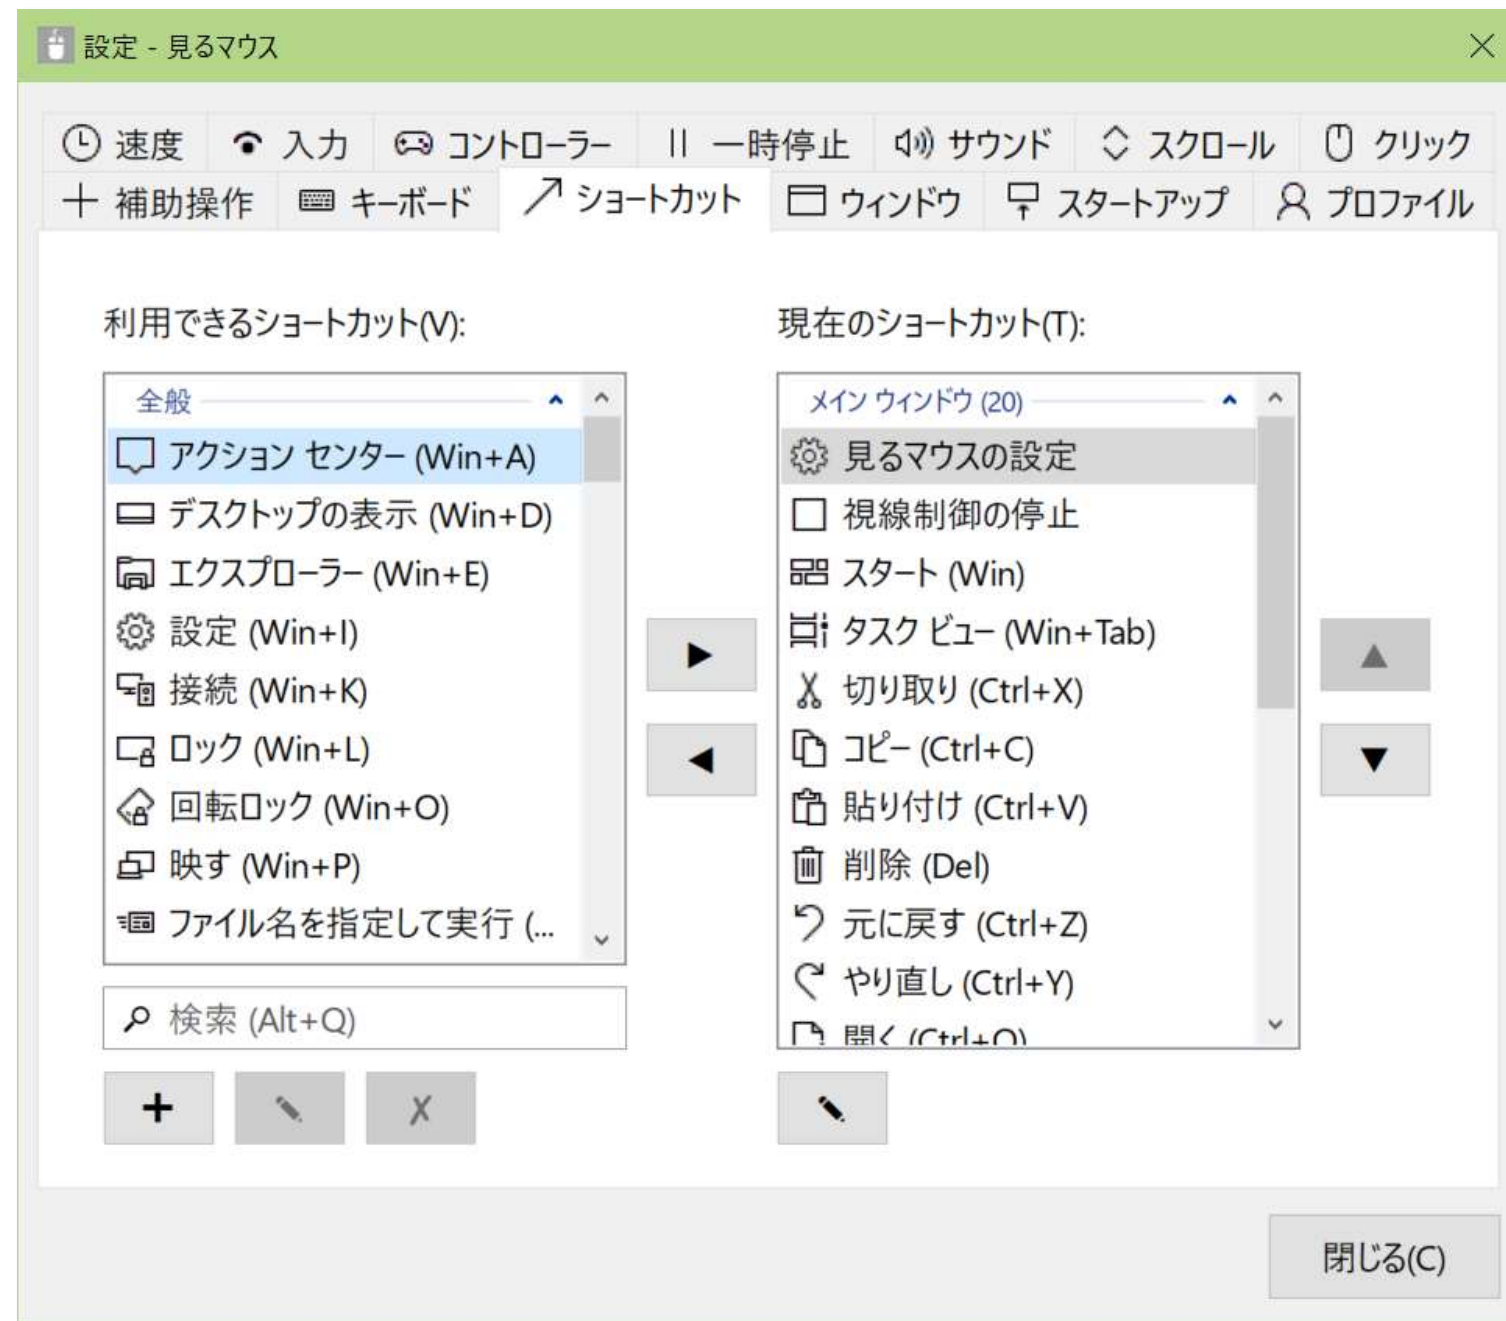 設定 - 見るマウス
速度 入力 コントローラー 一時停止 サウンド スクロール クリック
補助操作 キーボード ショートカット ウィンドウ スタートアップ プロファイル
利用できるショートカット(V):
全般
アクション センター (Win+A)
デスクトップの表示 (Win+D)
エクスプローラー (Win+E)
設定 (Win+I)
接続 (Win+K)
ロック (Win+L)
回転ロック (Win+O)
映す (Win+P)
ファイル名を指定して実行 (...
検索 (Alt+Q)
現在のショートカット(T):
メイン ウィンドウ (20)
見るマウスの設定
視線制御の停止
スタート (Win)
タスク ビュー (Win+Tab)
切り取り (Ctrl+X)
コピー (Ctrl+C)
貼り付け (Ctrl+V)
削除 (Del)
元に戻す (Ctrl+Z)
やり直し (Ctrl+Y)
開く (Ctrl+O)
閉じる(C)